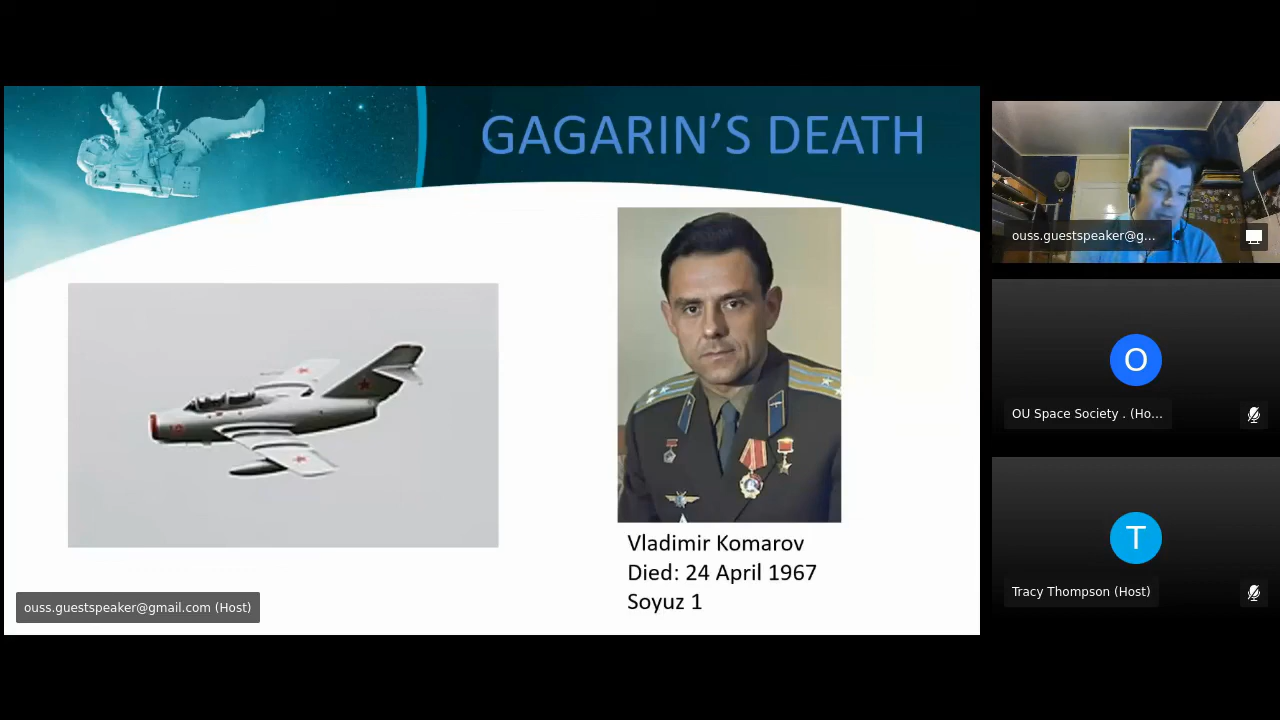 GAGARIN'S DEATH
Vladimir Komarov
Died: 24 April 1967
Soyuz 1
ouss.guestspeaker@gmail.com (Host)
ouss.guestspeaker@g...
O
OU Space Society . (Ho...
T
Tracy Thompson (Host)